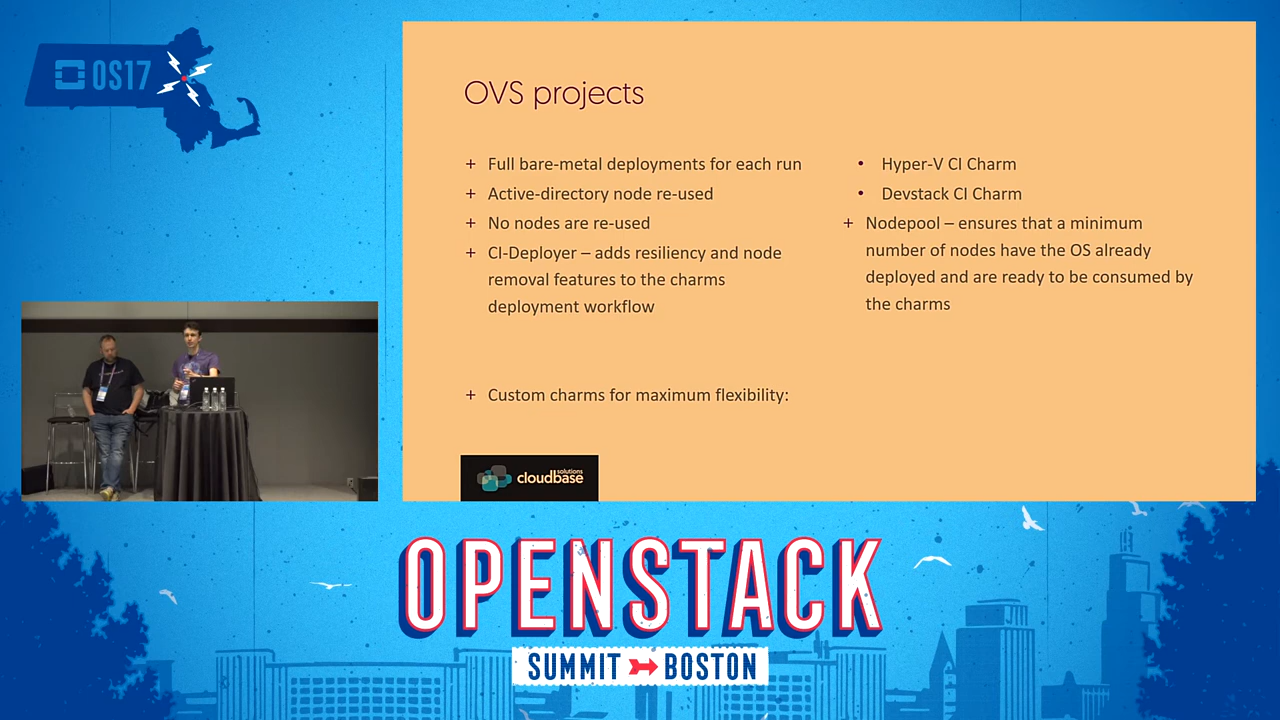 OS17
OVS projects
+ Full bare-metal deployments for each run
+ Active-directory node re-used
+ No nodes are re-used
+ CI-Deployer – adds resiliency and node
removal features to the charms
deployment workflow
+ Custom charms for maximum flexibility:
• Hyper-V CI Charm
• Devstack CI Charm
+ Nodepool – ensures that a minimum
number of nodes have the OS already
deployed and are ready to be consumed by
the charms
cloudbase
solutions
OPENSTACK
SUMMIT BOSTON